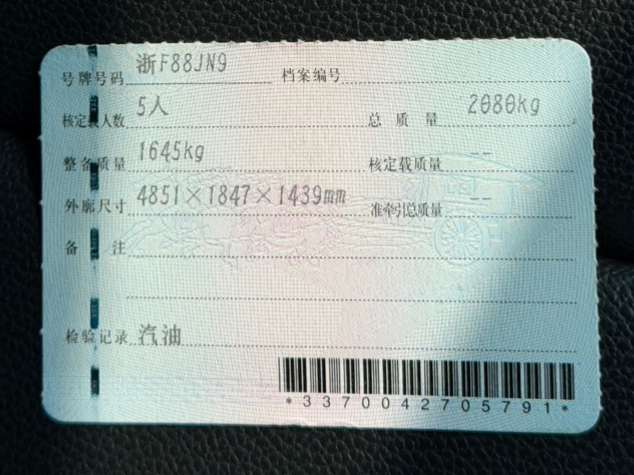 号牌号码 浙F88JN9 档案编号
核定载人数 5人 总质量 2080kg
整备质量 1645kg 核定载质量 --
外廓尺寸 4851×1847×1439mm 准牵引总质量 --
备注
检验记录 汽油
*3370042705791*